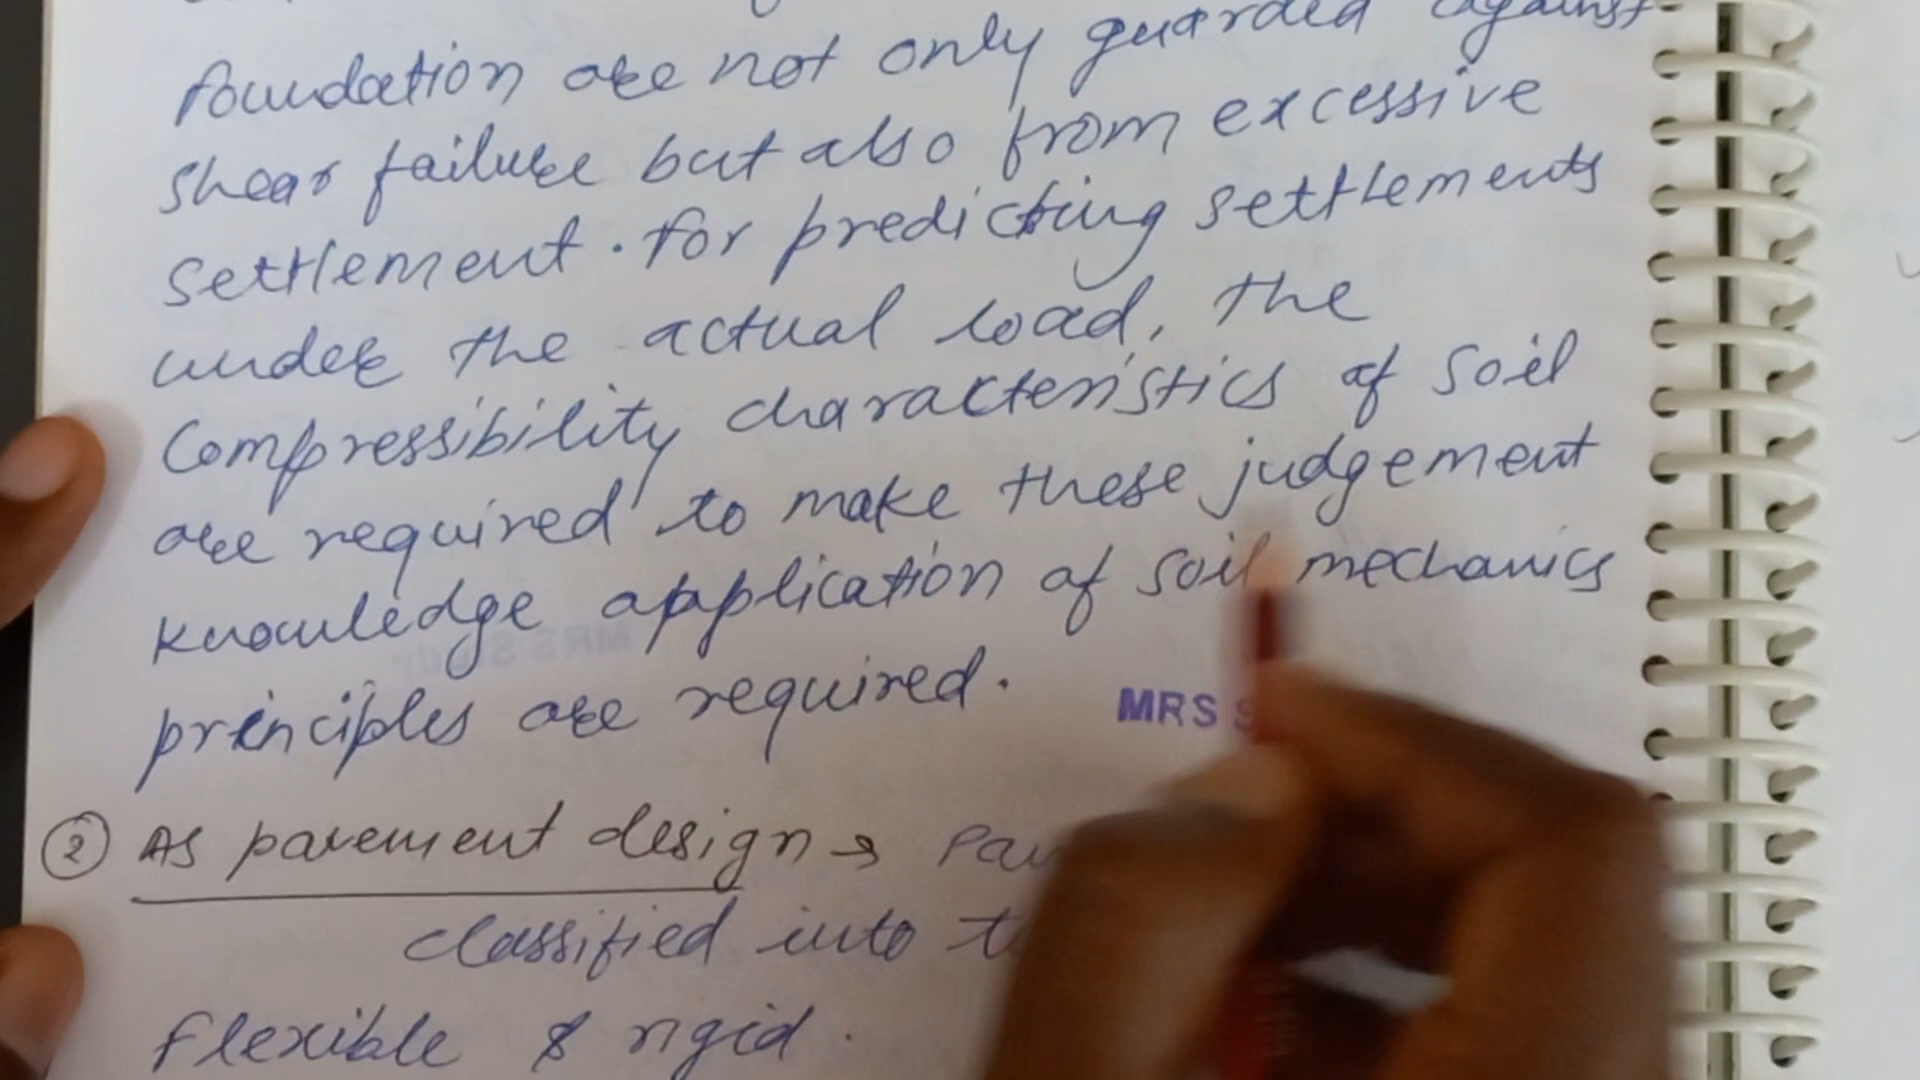 foundation are not only guarded against
shear failure but also from excessive
settlement. for predicting settlements
under the actual load, the
Compressibility characteristics of soil
are required to make these judgement
knowledge application of soil mechanics
principles are required.
MRS
② As pavement design →
classified into
flexible & rigid.